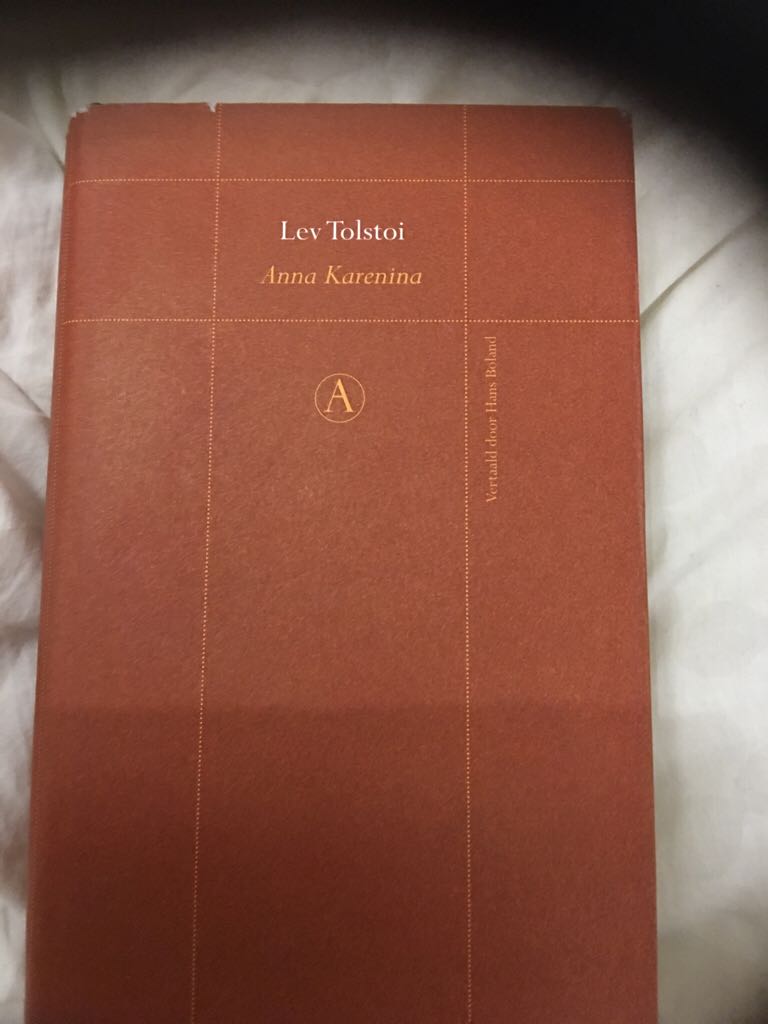 Lev Tolstoi
Anna Karenina
A
Vertaald door Hans Boland